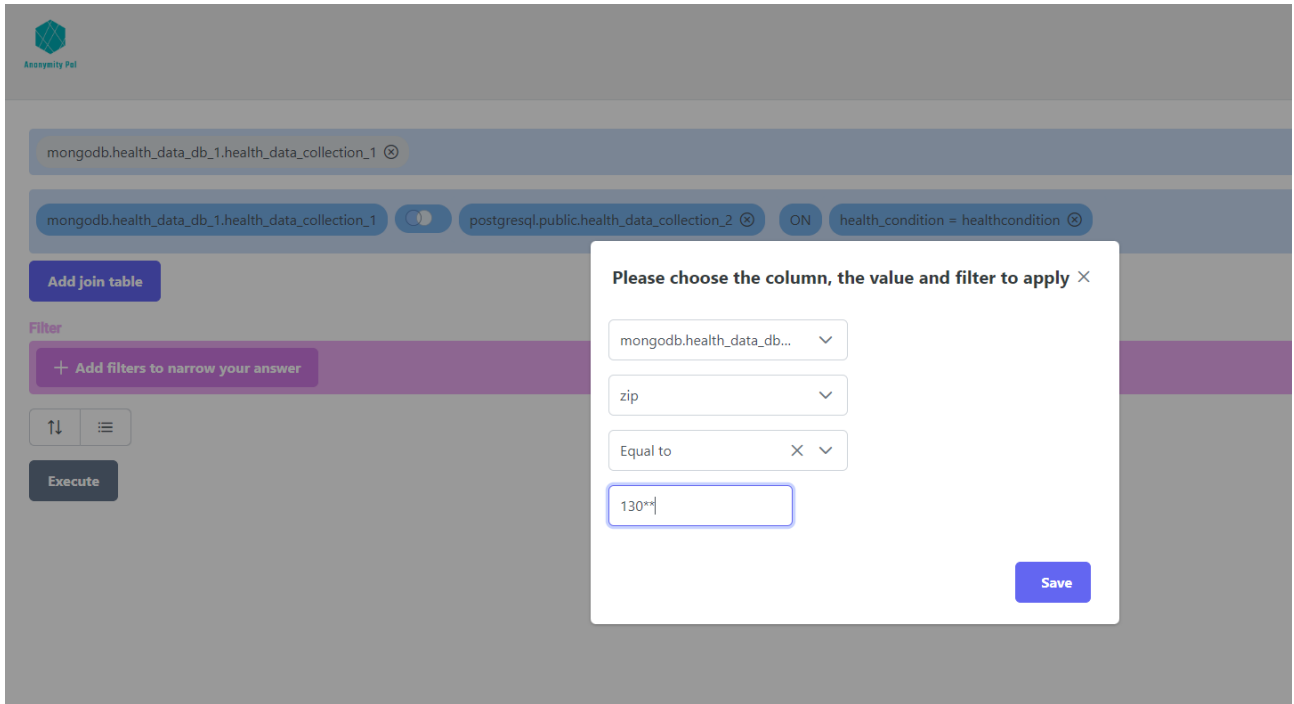 Anonymity Pal
mongodb.health_data_db_1.health_data_collection_1
mongodb.health_data_db_1.health_data_collection_1 postgresql.public.health_data_collection_2 ON health_condition = healthcondition
Add join table
Filter
Add filters to narrow your answer
Execute
Please choose the column, the value and filter to apply
mongodb.health_data_db...
zip
Equal to
130**
Save